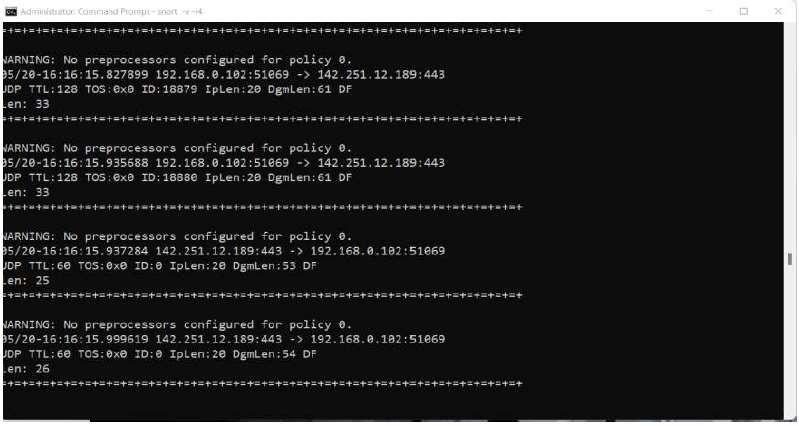 Administrator: Command Prompt - snort -v -i4
=+=+=+=+=+=+=+=+=+=+=+=+=+=+=+=+=+=+=+=+=+=+=+=+=+=+=+=+=+=+=+=+=+=+=+=+=+
WARNING: No preprocessors configured for policy 0.
05/20-16:16:15.827899 192.168.0.102:51069 -> 142.251.12.189:443
UDP TTL:128 TOS:0x0 ID:18879 IpLen:20 DgmLen:61 DF
Len: 33
=+=+=+=+=+=+=+=+=+=+=+=+=+=+=+=+=+=+=+=+=+=+=+=+=+=+=+=+=+=+=+=+=+=+=+=+=+
WARNING: No preprocessors configured for policy 0.
05/20-16:16:15.935688 192.168.0.102:51069 -> 142.251.12.189:443
UDP TTL:128 TOS:0x0 ID:18880 IpLen:20 DgmLen:61 DF
Len: 33
=+=+=+=+=+=+=+=+=+=+=+=+=+=+=+=+=+=+=+=+=+=+=+=+=+=+=+=+=+=+=+=+=+=+=+=+=+
WARNING: No preprocessors configured for policy 0.
05/20-16:16:15.937284 142.251.12.189:443 -> 192.168.0.102:51069
UDP TTL:60 TOS:0x0 ID:0 IpLen:20 DgmLen:53 DF
Len: 25
=+=+=+=+=+=+=+=+=+=+=+=+=+=+=+=+=+=+=+=+=+=+=+=+=+=+=+=+=+=+=+=+=+=+=+=+=+
WARNING: No preprocessors configured for policy 0.
05/20-16:16:15.999619 142.251.12.189:443 -> 192.168.0.102:51069
UDP TTL:60 TOS:0x0 ID:0 IpLen:20 DgmLen:54 DF
Len: 26
=+=+=+=+=+=+=+=+=+=+=+=+=+=+=+=+=+=+=+=+=+=+=+=+=+=+=+=+=+=+=+=+=+=+=+=+=+